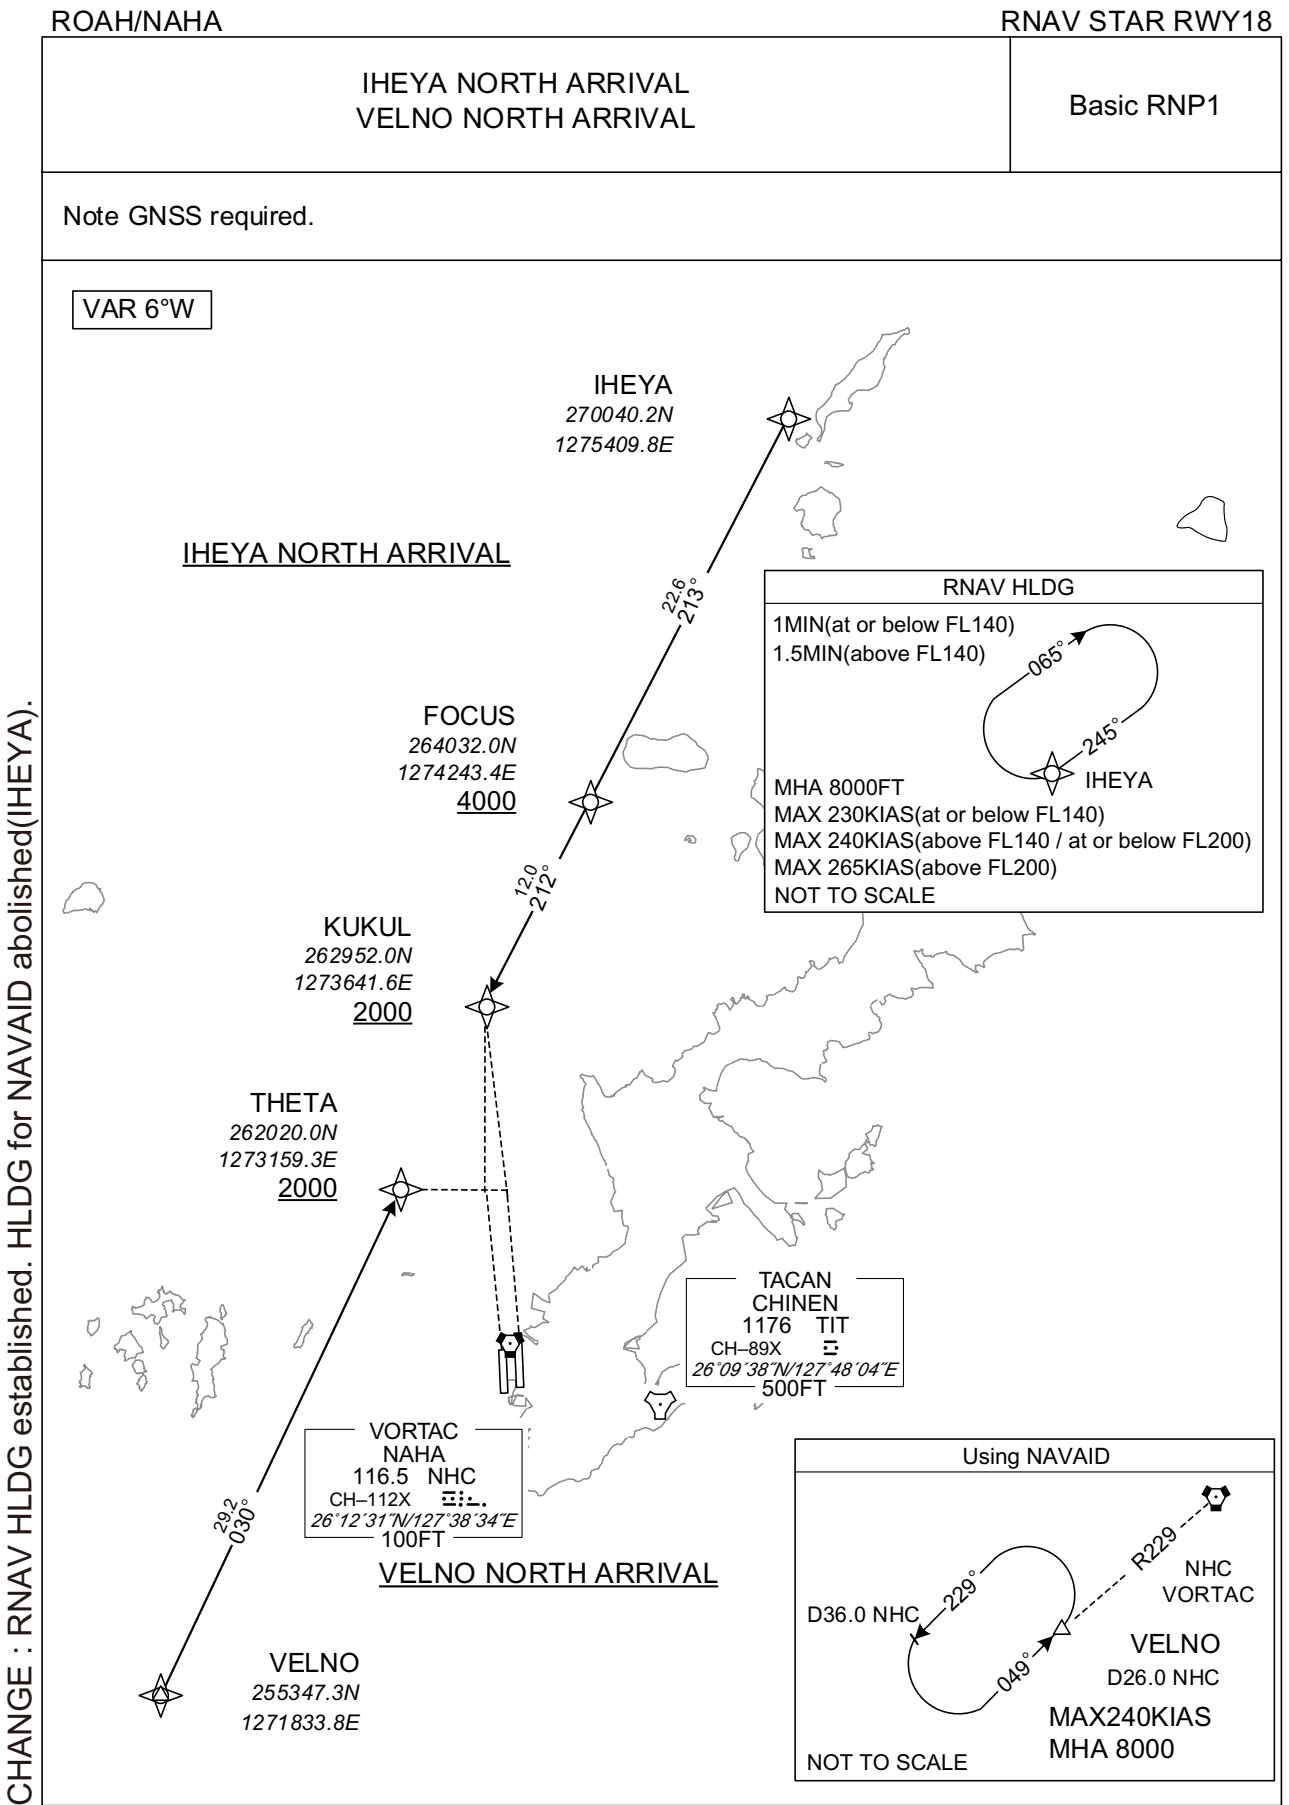 ROAH/NAHA
RNAV STAR RWY18
IHEYA NORTH ARRIVAL
VELNO NORTH ARRIVAL
Basic RNP1
Note GNSS required.
VAR 6°W
IHEYA
270040.2N
1275409.8E
IHEYA NORTH ARRIVAL
22.6
213°
RNAV HLDG
1MIN(at or below FL140)
1.5MIN(above FL140)
065°
245°
IHEYA
MHA 8000FT
MAX 230KIAS(at or below FL140)
MAX 240KIAS(above FL140 / at or below FL200)
MAX 265KIAS(above FL200)
NOT TO SCALE
FOCUS
264032.0N
1274243.4E
4000
12.0
212°
KUKUL
262952.0N
1273641.6E
2000
THETA
262020.0N
1273159.3E
2000
TACAN
CHINEN
1176 TIT
CH–89X
26°09´38˝N/127°48´04˝E
500FT
VORTAC
NAHA
116.5 NHC
CH–112X
26°12´31˝N/127°38´34˝E
100FT
29.2
030°
VELNO NORTH ARRIVAL
VELNO
255347.3N
1271833.8E
Using NAVAID
R229
NHC
VORTAC
229°
D36.0 NHC
049°
VELNO
D26.0 NHC
MAX240KIAS
MHA 8000
NOT TO SCALE
CHANGE : RNAV HLDG established. HLDG for NAVAID abolished(IHEYA).